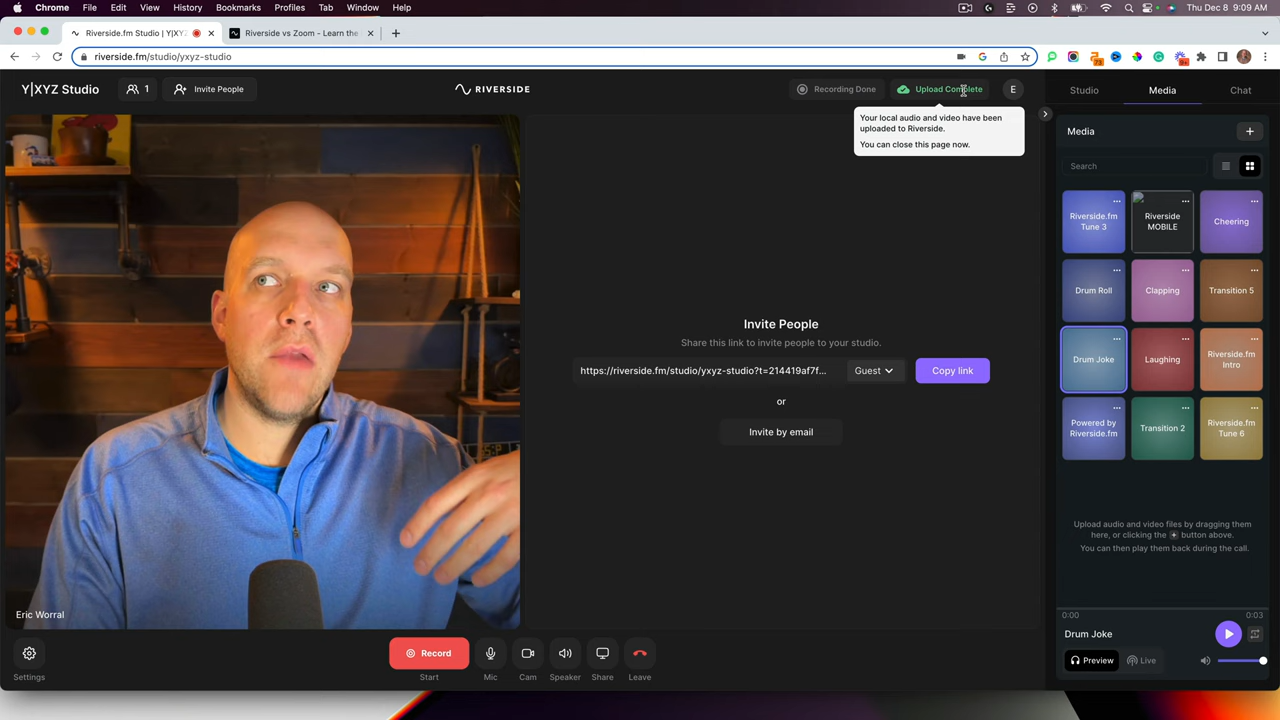 Chrome File Edit View History Bookmarks Profiles Tab Window Help
Thu Dec 8 9:09 AM
Riverside.fm Studio | Y|XYZ
Riverside vs Zoom - Learn the
riverside.fm/studio/yxyz-studio
73
9+
Y|XYZ Studio
1
Invite People
RIVERSIDE
Recording Done
Upload Complete
E
Your local audio and video have been
uploaded to Riverside.
You can close this page now.
Studio
Media
Chat
Media
Search
Riverside.fm
Tune 3
Riverside
MOBILE
Cheering
Drum Roll
Clapping
Transition 5
Drum Joke
Laughing
Riverside.fm
Intro
Powered by
Riverside.fm
Transition 2
Riverside.fm
Tune 6
Upload audio and video files by dragging them
here, or clicking the + button above.
You can then play them back during the call.
0:00
0:03
Drum Joke
Preview
Live
Invite People
Share this link to invite people to your studio.
https://riverside.fm/studio/yxyz-studio?t=214419af7f...
Guest
Copy link
or
Invite by email
Eric Worral
Settings
Record
Start
Mic
Cam
Speaker
Share
Leave